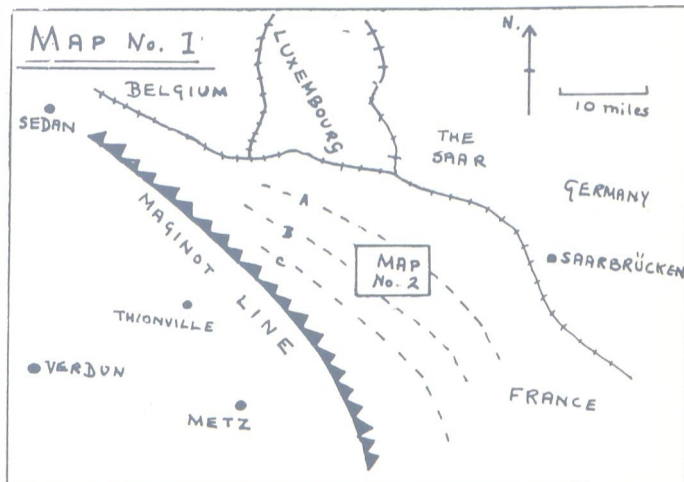 MAP No. 1
N.
10 miles
BELGIUM
LUXEMBOURG
SEDAN
THE
SAAR
GERMANY
A
B
C
MAGINOT LINE
MAP
No. 2
SAARBRÜCKEN
THIONVILLE
VERDUN
METZ
FRANCE